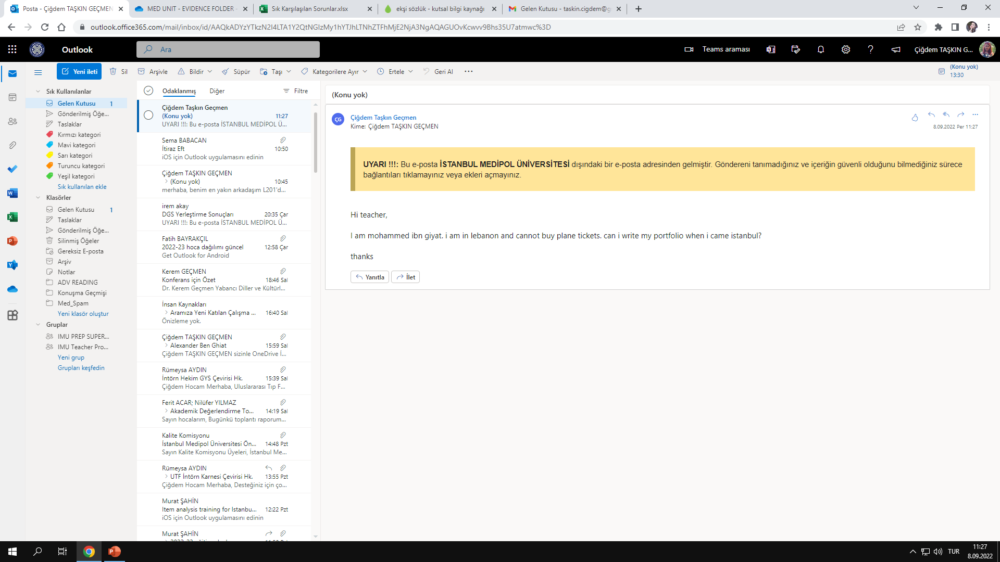 Posta - Çiğdem TAŞKIN GEÇMEN
MED UNIT - EVIDENCE FOLDER -
Sık Karşılaşılan Sorunlar.xlsx
ekşi sözlük - kutsal bilgi kaynağı
Gelen Kutusu - taskin.cigdem@g
outlook.office365.com/mail/inbox/id/AAQkADYzYTkzN2I4LTA1Y2QtNGIzMy1hYTJhLTNhZTFhMjE2NjA3NgAQAGUOvKcwvv9Bhs35U7atmwc%3D
Outlook
Ara
Teams araması
Çiğdem TAŞKIN G...
Yeni ileti
Sil
Arşivle
Bildir
Süpür
Taşı
Kategorilere Ayır
Ertele
Geri Al
(Konu yok)
13:30
Sık Kullanılanlar
Gelen Kutusu 1
Gönderilmiş Öğe...
Taslaklar
Kırmızı kategori
Mavi kategori
Sarı kategori
Turuncu kategori
Yeşil kategori
Sık kullanılan ekle
Klasörler
Gelen Kutusu 1
Taslaklar
Gönderilmiş Öğe...
Silinmiş Öğeler
Gereksiz E-posta
Arşiv
Notlar
ADV READING
Konuşma Geçmişi
Med_Spam
Yeni klasör oluştur
Gruplar
IMU PREP SUPER...
IMU Teacher Pro...
Yeni grup
Grupları keşfedin
Odaklanmış
Diğer
Filtre
Çiğdem Taşkın Geçmen
(Konu yok) 11:27
UYARI !!!: Bu e-posta İSTANBUL MEDİPOL Ü...
Sema BABACAN
İtiraz Eft 10:50
iOS için Outlook uygulamasını edinin
Çiğdem TAŞKIN GEÇMEN
(Konu yok) 10:45
merhaba, benim en yakın arkadaşım L201'd...
irem akay
DGS Yerleştirme Sonuçları 20:35 Çar
UYARI !!!: Bu e-posta İSTANBUL MEDİPOL Ü...
Fatih BAYRAKÇIL
2022-23 hoca dağılımı güncel 12:58 Çar
Get Outlook for Android
Kerem GEÇMEN
Konferans için Özet 18:46 Sal
Dr. Kerem Geçmen Yabancı Diller ve Kültürl...
İnsan Kaynakları
Aramıza Yeni Katılan Çalışma ... 16:40 Sal
Önizleme yok.
Çiğdem TAŞKIN GEÇMEN
Alexander Ben Ghiat 15:59 Sal
Çiğdem TAŞKIN GEÇMEN sizinle OneDrive İ...
Rümeysa AYDIN
İntörn Hekim GYS Çevirisi Hk. 15:39 Sal
Çiğdem Hocam Merhaba, Uluslararası Tıp F...
Ferit ACAR; Nilüfer YILMAZ
Akademik Değerlendirme To... 14:19 Sal
Sayın hocalarım, Bugünkü toplantı raporum...
Kalite Komisyonu
İstanbul Medipol Üniversitesi Ön... 14:48 Pzt
Sayın Kalite Komisyonu Üyeleri, İstanbul Me...
Rümeysa AYDIN
UTF İntörn Karnesi Çevirisi Hk. 13:55 Pzt
Çiğdem Hocam Merhaba, Desteğiniz için ço...
Murat ŞAHİN
Item analysis training for Istanbu... 12:22 Pzt
iOS için Outlook uygulamasını edinin
Murat ŞAHİN
(Konu yok)
ÇG
Çiğdem Taşkın Geçmen
Kime: Çiğdem TAŞKIN GEÇMEN
8.09.2022 Per 11:27
UYARI !!!: Bu e-posta İSTANBUL MEDİPOL ÜNİVERSİTESİ dışındaki bir e-posta adresinden gelmiştir. Göndereni tanımadığınız ve içeriğin güvenli olduğunu bilmediğiniz sürece
bağlantıları tıklamayınız veya ekleri açmayınız.
Hi teacher,
I am mohammed ibn giyat. i am in lebanon and cannot buy plane tickets. can i write my portfolio when i came istanbul?
thanks
Yanıtla
İlet
TUR
11:27
8.09.2022